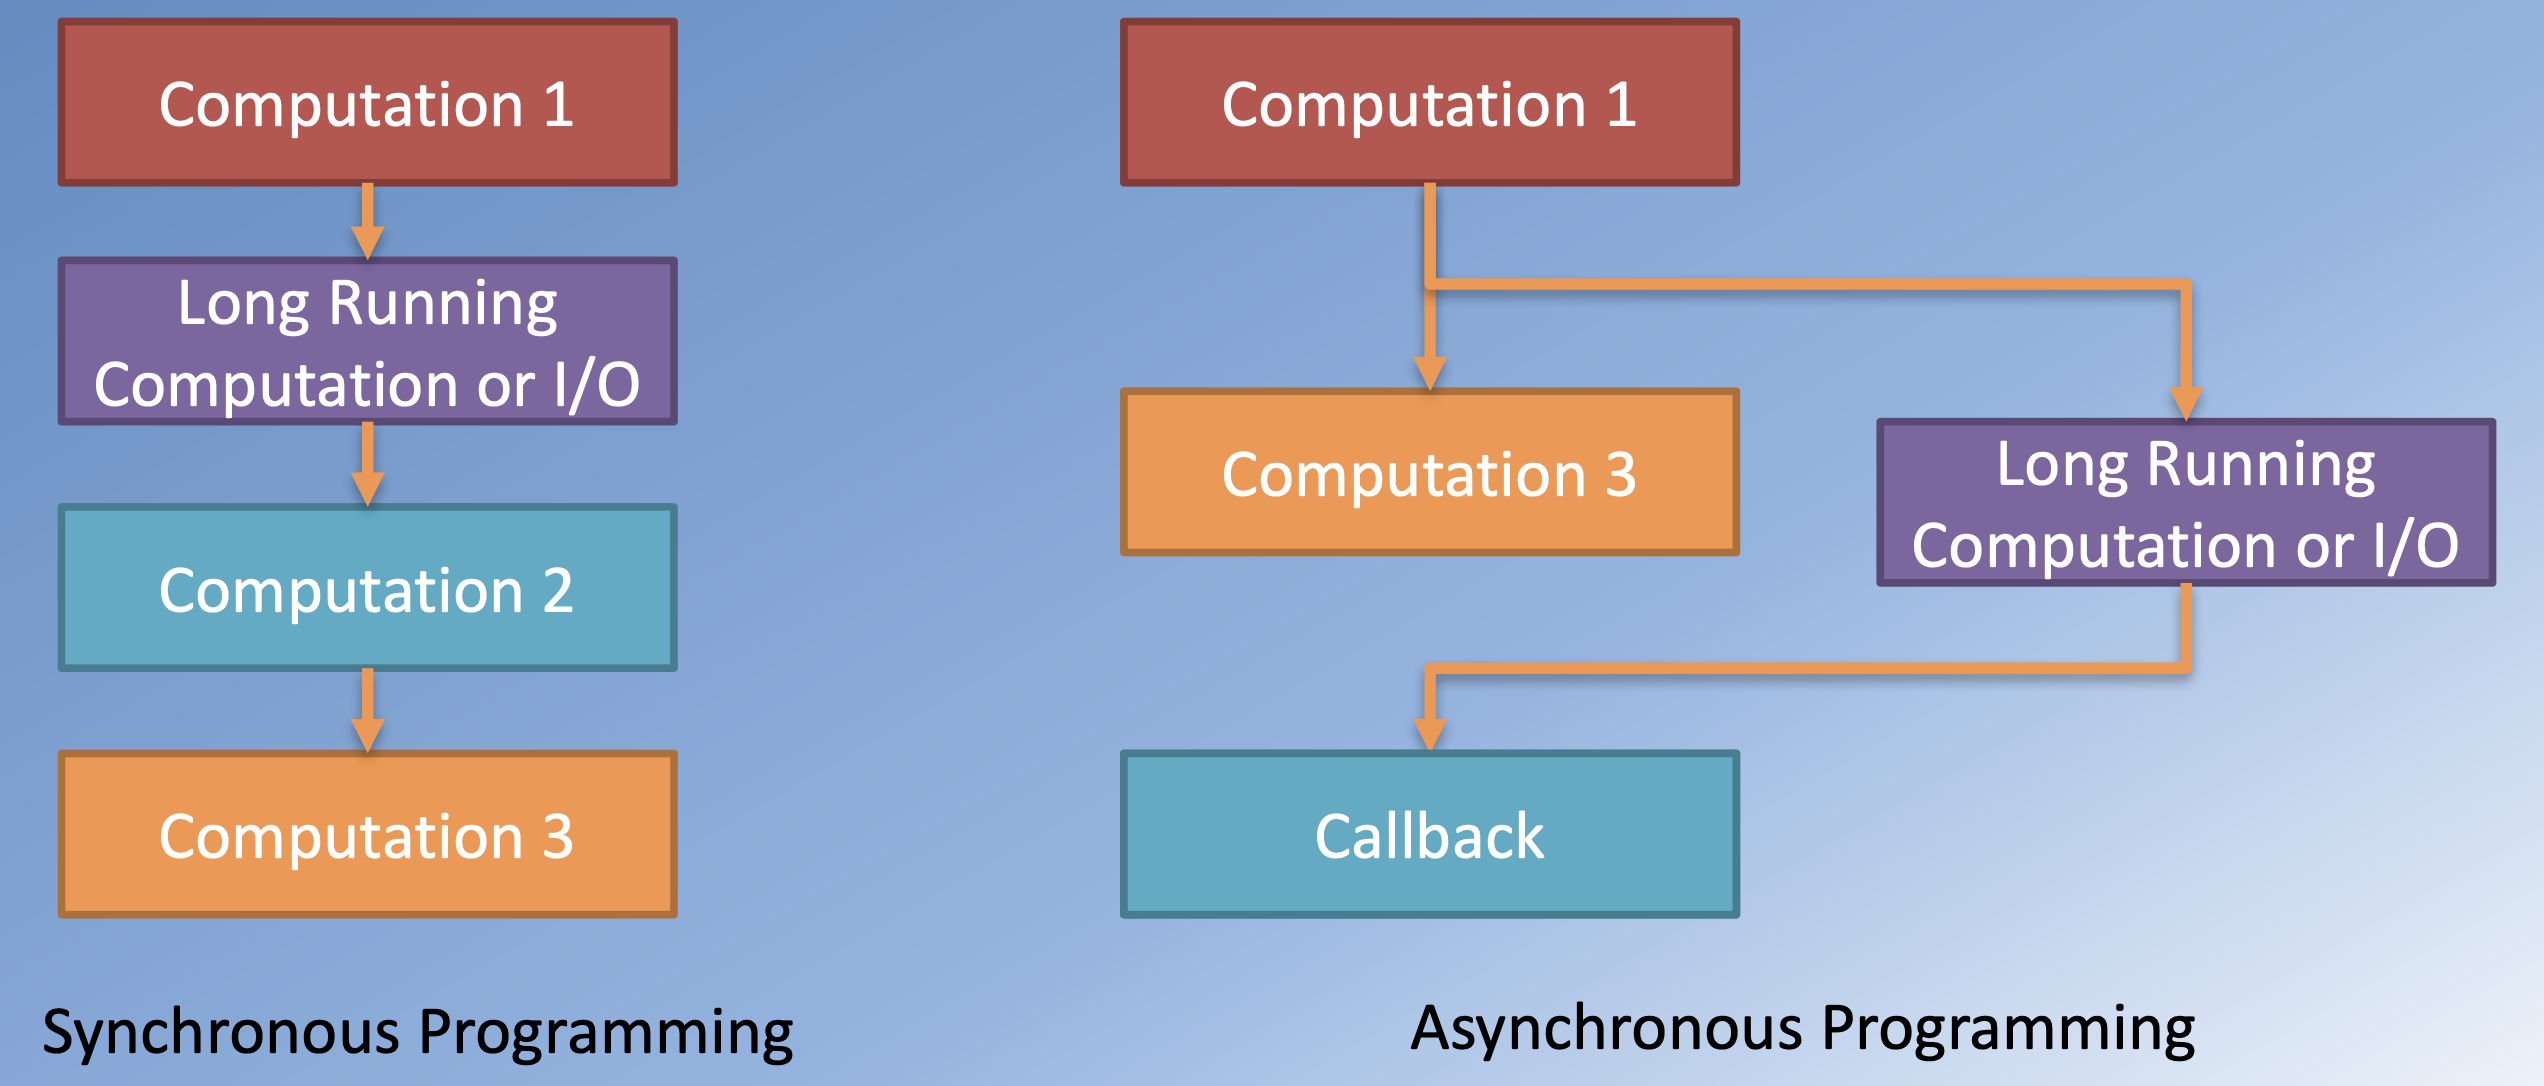 Computation 1
Long Running
Computation or I/O
Computation 2
Computation 3
Synchronous Programming
Computation 1
Computation 3
Long Running
Computation or I/O
Callback
Asynchronous Programming